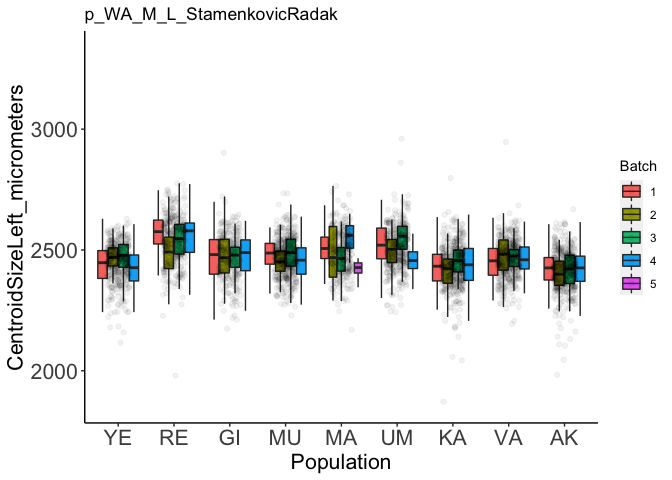 p_WA_M_L_StamenkovicRadak
CentroidSizeLeft_micrometers
3000
2500
2000
YE RE GI MU MA UM KA VA AK
Population
Batch
1
2
3
4
5